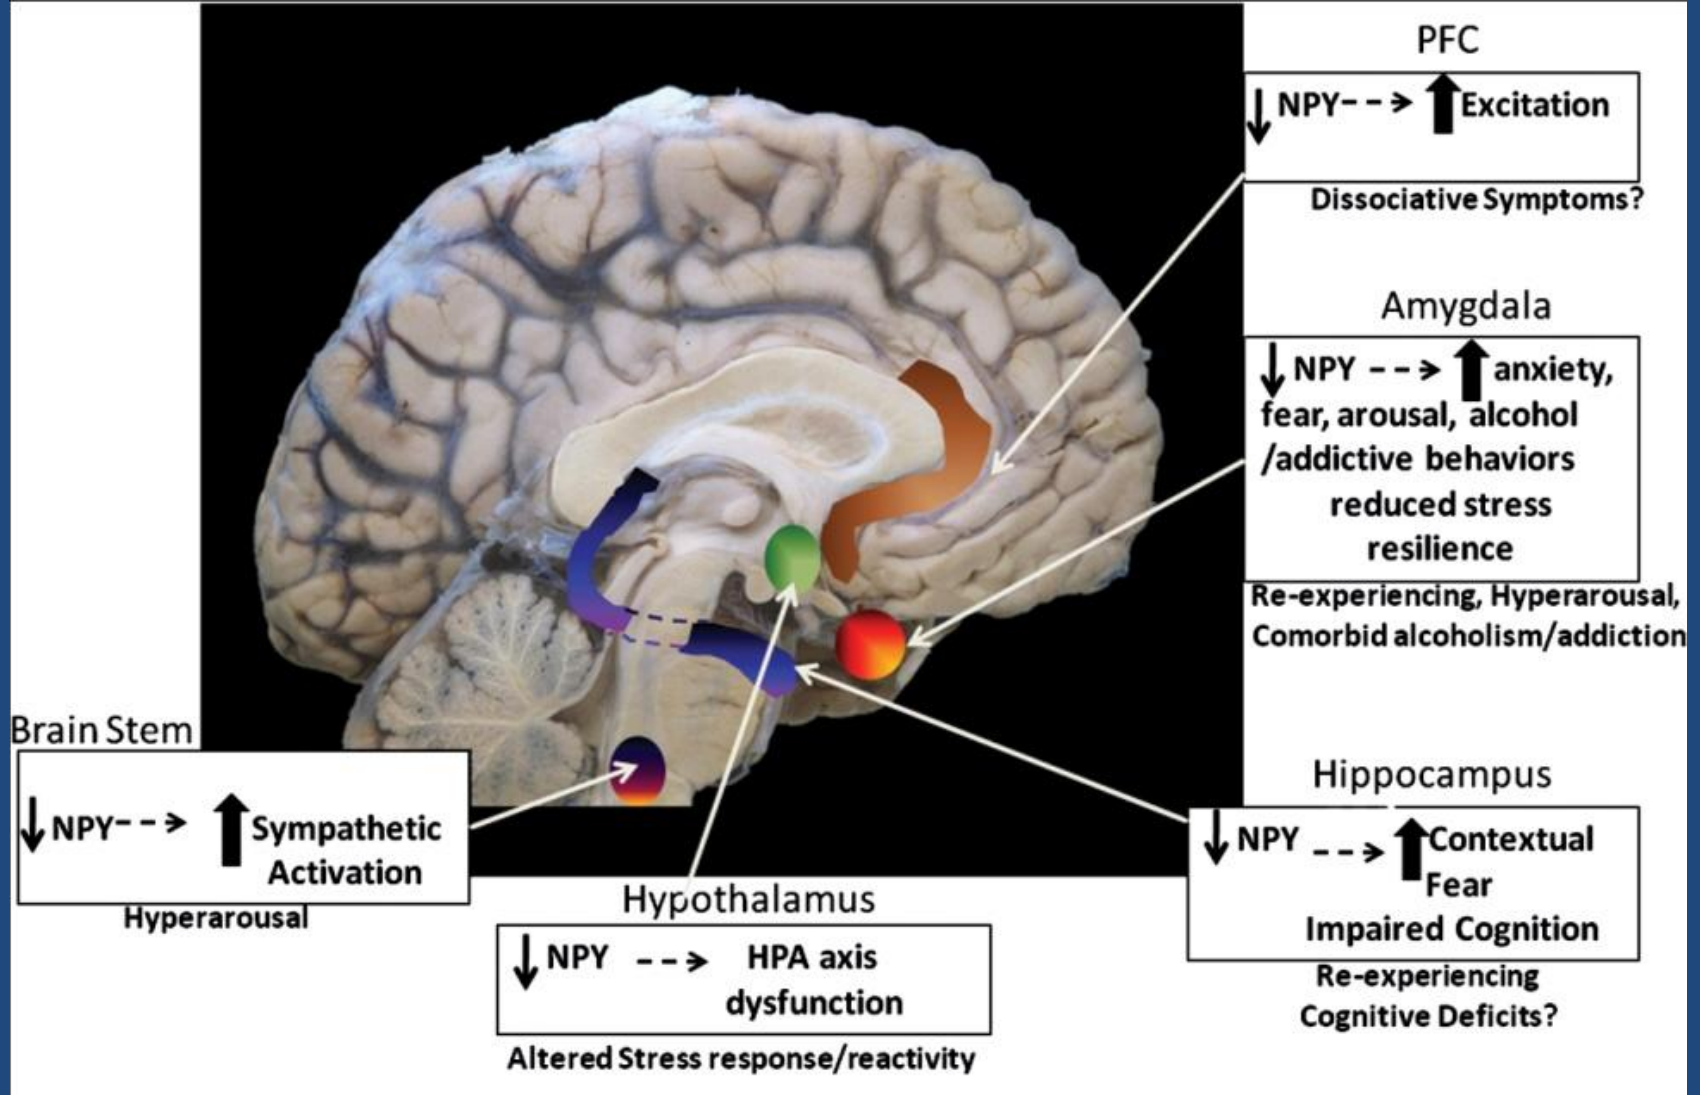 PFC
↓ NPY--→ ↑ Excitation
Dissociative Symptoms?
Amygdala
↓ NPY --→ ↑ anxiety,
fear, arousal, alcohol
/addictive behaviors
reduced stress
resilience
Re-experiencing, Hyperarousal,
Comorbid alcoholism/addiction
Brain Stem
↓ NPY--→ ↑ Sympathetic
Activation
Hyperarousal
Hypothalamus
↓ NPY --→ HPA axis
dysfunction
Altered Stress response/reactivity
Hippocampus
↓ NPY --→ ↑ Contextual
Fear
Impaired Cognition
Re-experiencing
Cognitive Deficits?